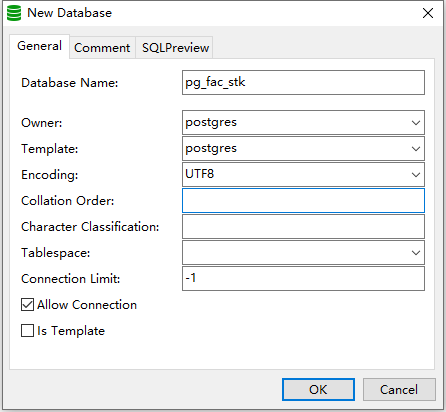 New Database
General Comment SQLPreview
Database Name: pg_fac_stk
Owner: postgres
Template: postgres
Encoding: UTF8
Collation Order:
Character Classification:
Tablespace:
Connection Limit: -1
Allow Connection
Is Template
OK Cancel